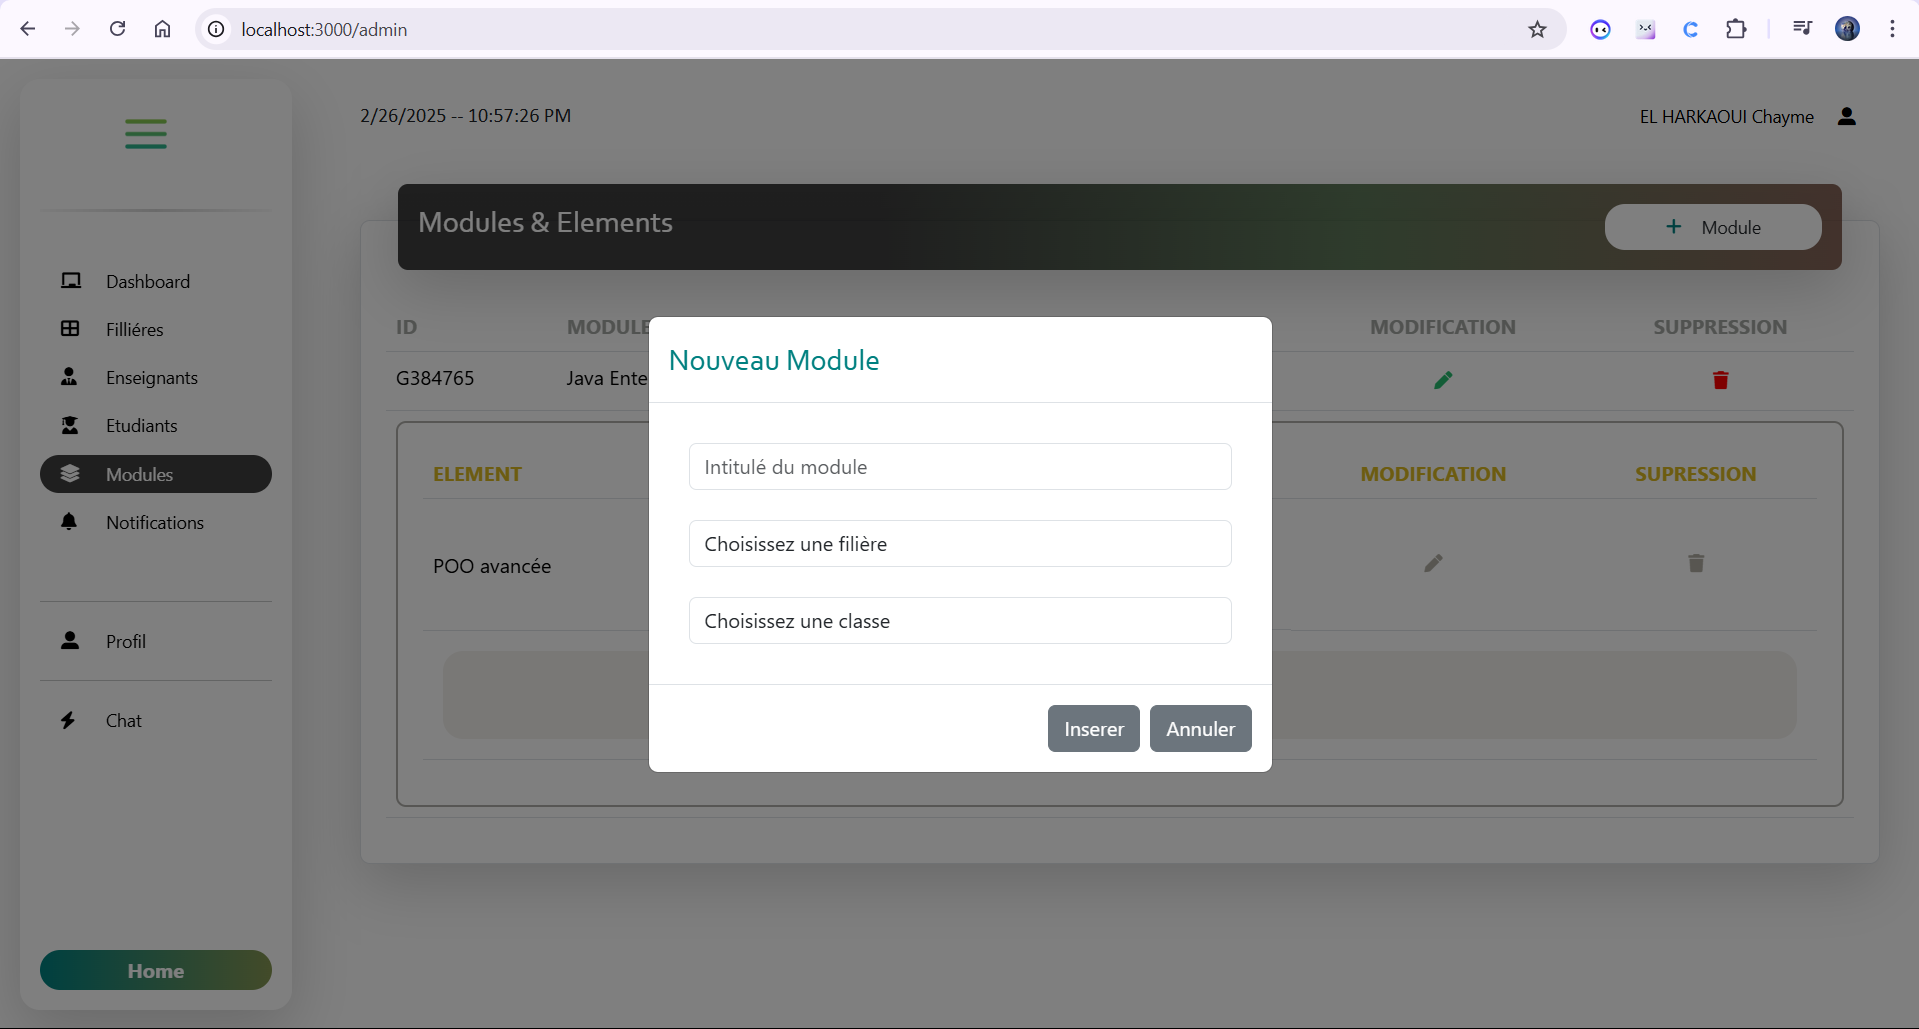 localhost:3000/admin
2/26/2025 -- 10:57:26 PM
EL HARKAOUI Chayme
Modules & Elements
Module
Dashboard
Filliéres
Enseignants
Etudiants
Modules
Notifications
Profil
Chat
Home
ID MODULE MODIFICATION SUPPRESSION
G384765 Java Ente
ELEMENT MODIFICATION SUPRESSION
POO avancée
Nouveau Module
Intitulé du module
Choisissez une filière
Choisissez une classe
Inserer Annuler